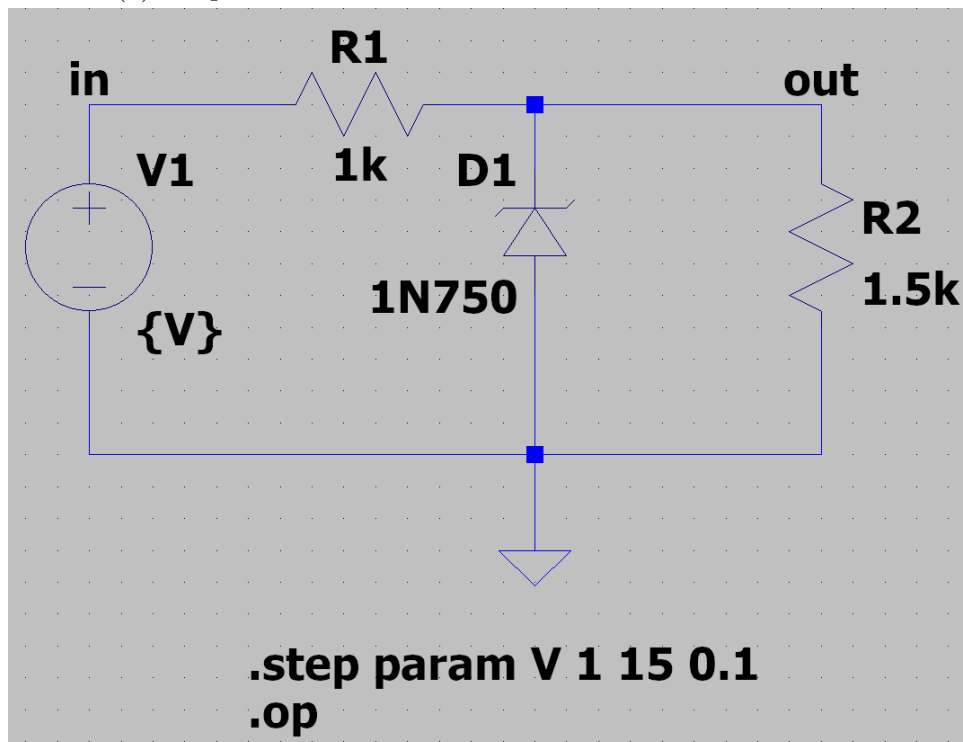 R1
in
out
V1
1k
D1
R2
1N750
1.5k
{V}
.step param V 1 15 0.1
.op